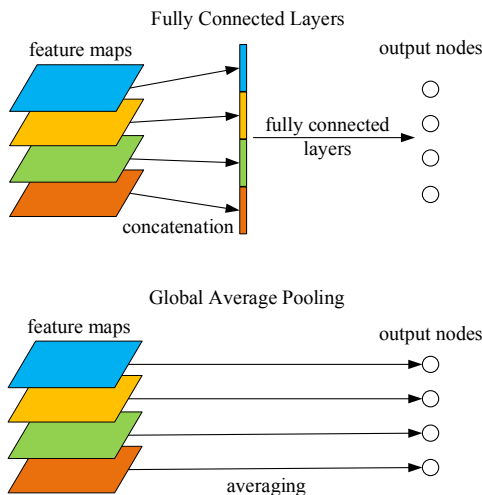 Fully Connected Layers
feature maps
output nodes
fully connected
layers
concatenation
Global Average Pooling
feature maps
output nodes
averaging